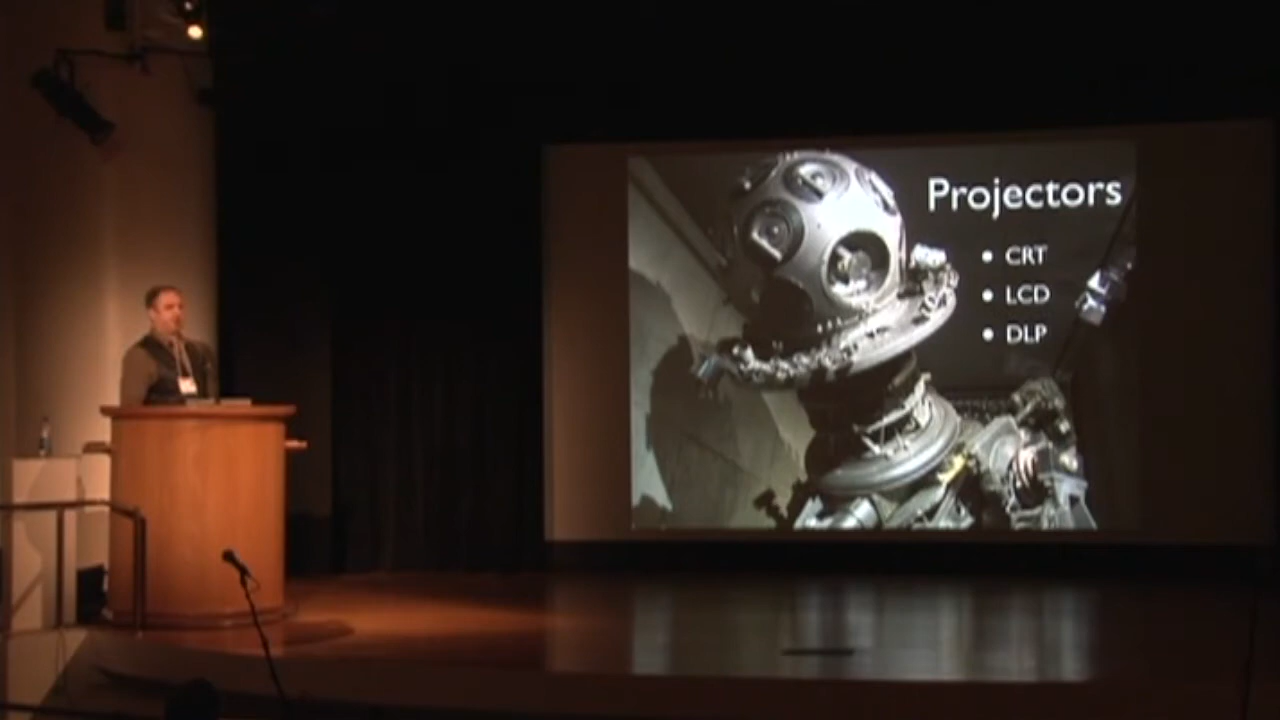 Projectors
• CRT
• LCD
• DLP